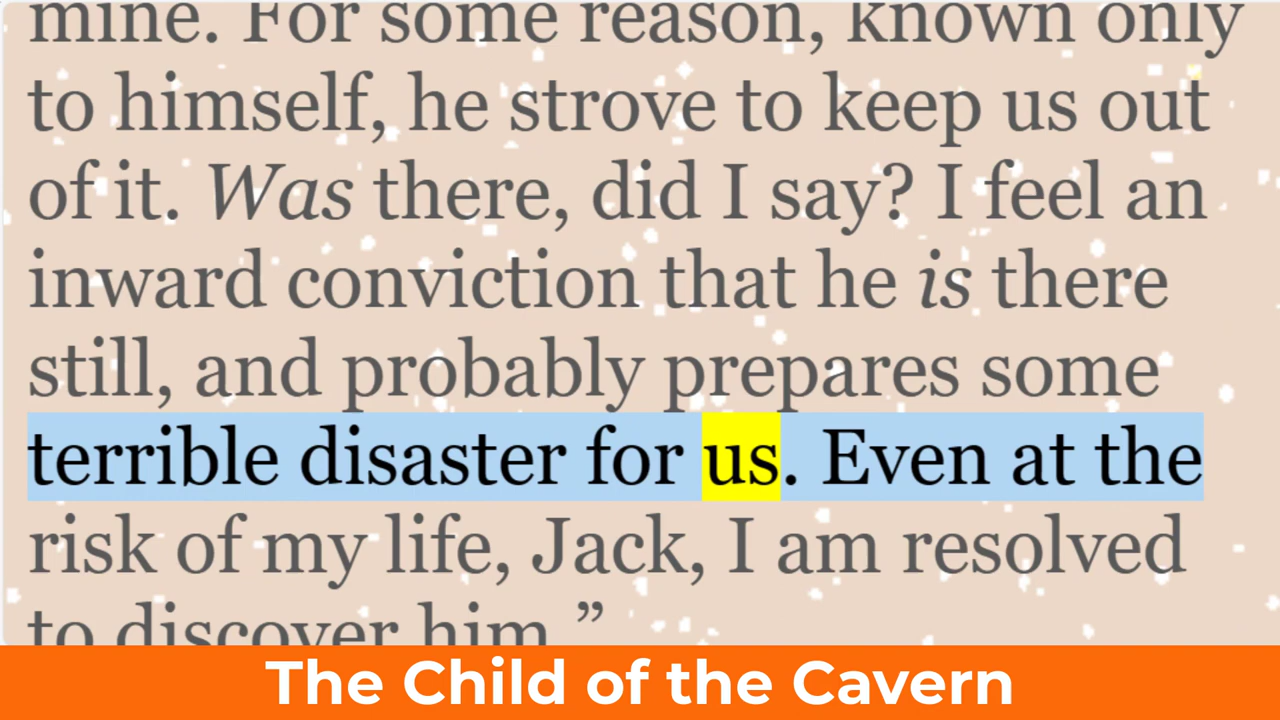 mine. For some reason, known only
to himself, he strove to keep us out
of it. Was there, did I say? I feel an
inward conviction that he is there
still, and probably prepares some
terrible disaster for us. Even at the
risk of my life, Jack, I am resolved
to discover him.”
The Child of the Cavern